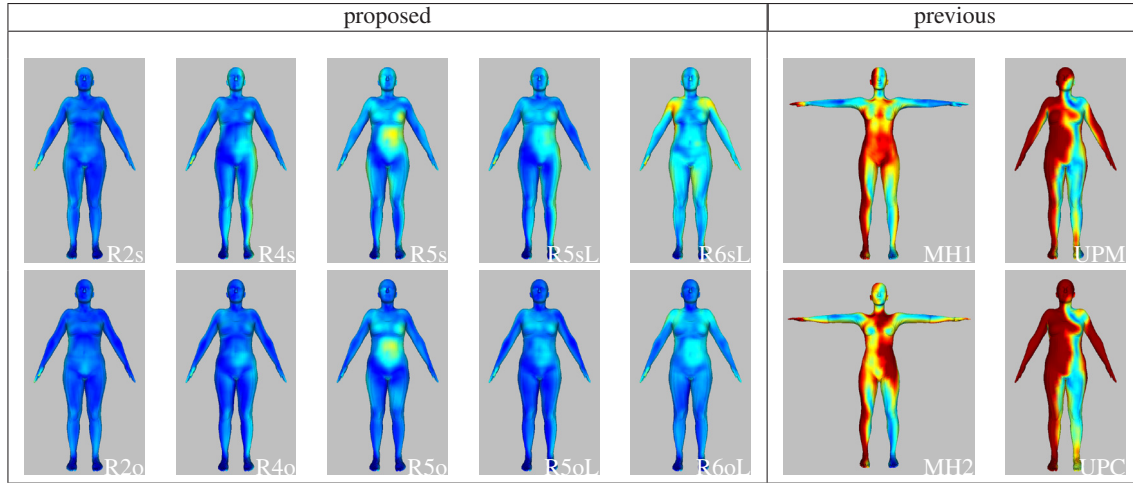 proposed previous
R2s R4s R5s R5sL R6sL MH1 UPM
R2o R4o R5o R5oL R6oL MH2 UPC